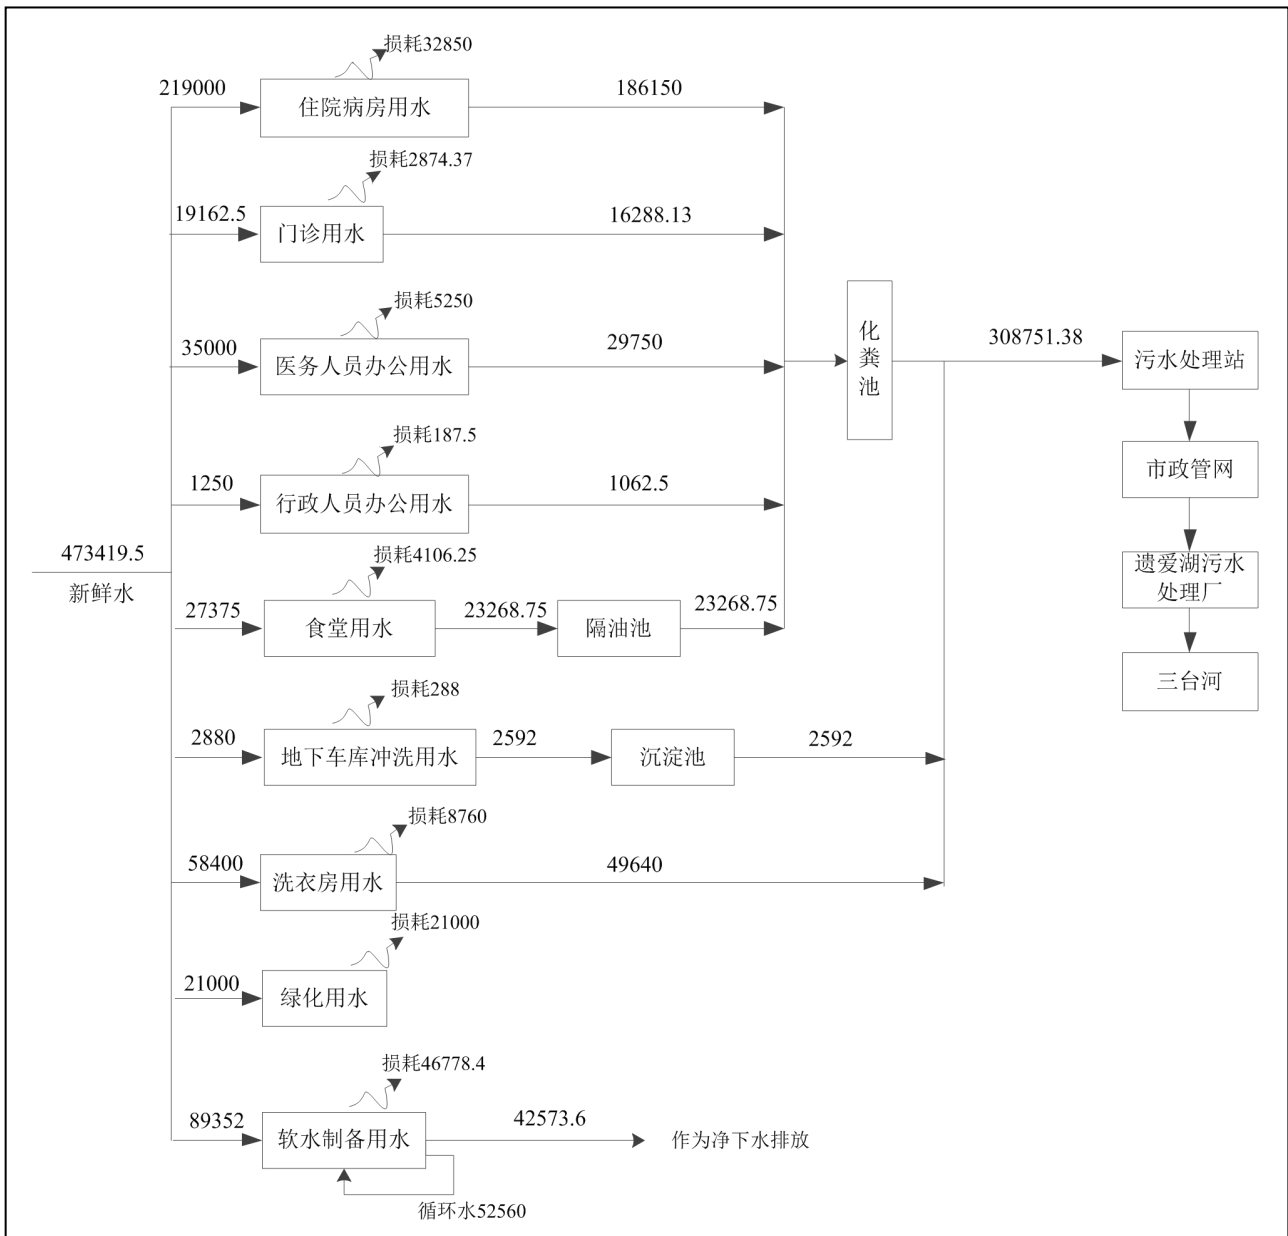 损耗32850
219000
住院病房用水
186150
损耗2874.37
19162.5
门诊用水
16288.13
损耗5250
35000
医务人员办公用水
29750
损耗187.5
1250
行政人员办公用水
1062.5
473419.5
新鲜水
损耗4106.25
27375
食堂用水
23268.75
隔油池
23268.75
损耗288
2880
地下车库冲洗用水
2592
沉淀池
2592
损耗8760
58400
洗衣房用水
49640
损耗21000
21000
绿化用水
损耗46778.4
89352
软水制备用水
42573.6
作为净下水排放
循环水52560
化
粪
池
308751.38
污水处理站
市政管网
遗爱湖污水
处理厂
三台河